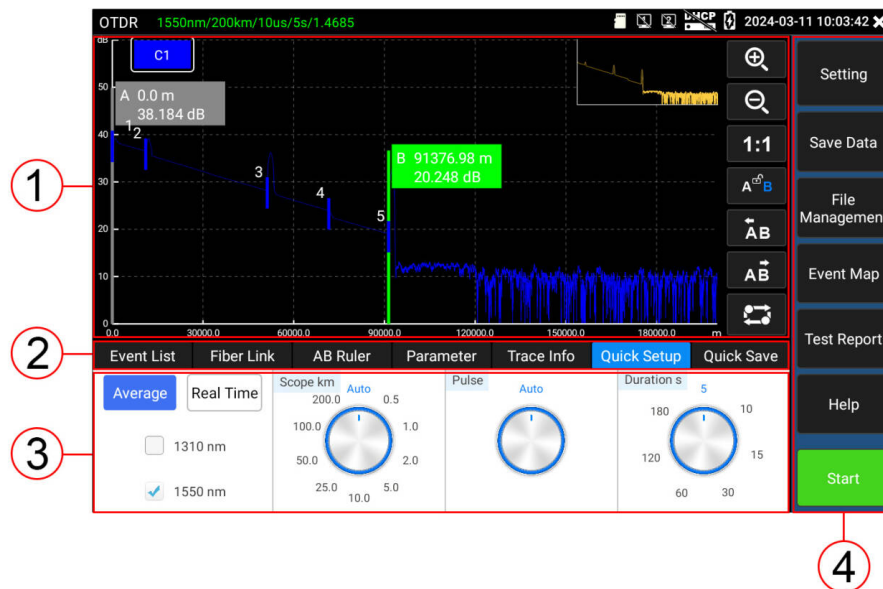 OTDR 1550nm/200km/10us/5s/1.4685
1 2 DHCP 2024-03-11 10:03:42
dB
C1
50
A 0.0 m
38.184 dB
40
1 2
B 91376.98 m
20.248 dB
3
30
4
5
20
10
0
0.0 30000.0 60000.0 90000.0 120000.0 150000.0 180000.0 m
1:1
A B
AB
AB
Setting
Save Data
File
Managemen
Event Map
Test Report
Help
Start
Event List Fiber Link AB Ruler Parameter Trace Info Quick Setup Quick Save
Average Real Time
1310 nm
1550 nm
Scope km
Auto
200.0 0.5
100.0 1.0
50.0 2.0
25.0 10.0 5.0
Pulse
Auto
Duration s
5
180 10
120 15
60 30
1
2
3
4